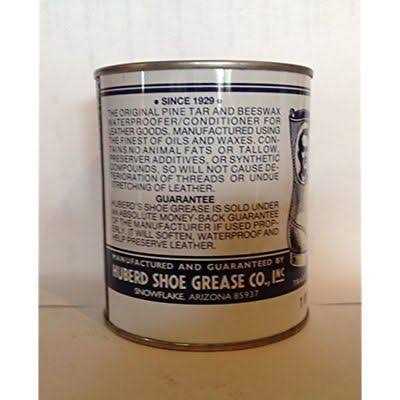 • SINCE 1929 •
THE ORIGINAL PINE TAR AND BEESWAX
WATERPROOFER/CONDITIONER FOR
LEATHER GOODS. MANUFACTURED USING
THE FINEST OF OILS AND WAXES. CON-
TAINS NO ANIMAL FATS OR TALLOW,
PRESERVER ADDITIVES, OR SYNTHETIC
COMPOUNDS, SO WILL NOT CAUSE DE-
TERIORATION OF THREADS OR UNDUE
STRETCHING OF LEATHER.
GUARANTEE
HUBERD'S SHOE GREASE IS SOLD UNDER
AN ABSOLUTE MONEY-BACK GUARANTEE
OF THE MANUFACTURER IF USED PROP-
ERLY. IT WILL SOFTEN, WATERPROOF AND
HELP PRESERVE LEATHER.
MANUFACTURED AND GUARANTEED BY
HUBERD SHOE GREASE CO., INC
SNOWFLAKE, ARIZONA 85937